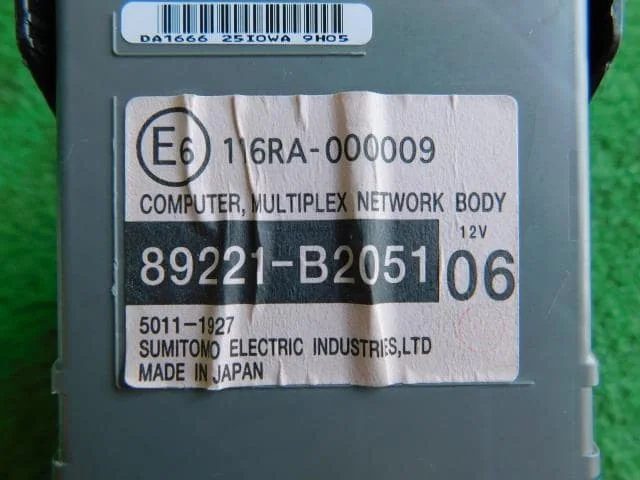 DA1666 25I0WA 9H05
E6 116RA-000009
COMPUTER, MULTIPLEX NETWORK BODY
89221-B2051 12V 06
5011-1927
SUMITOMO ELECTRIC INDUSTRIES,LTD
MADE IN JAPAN